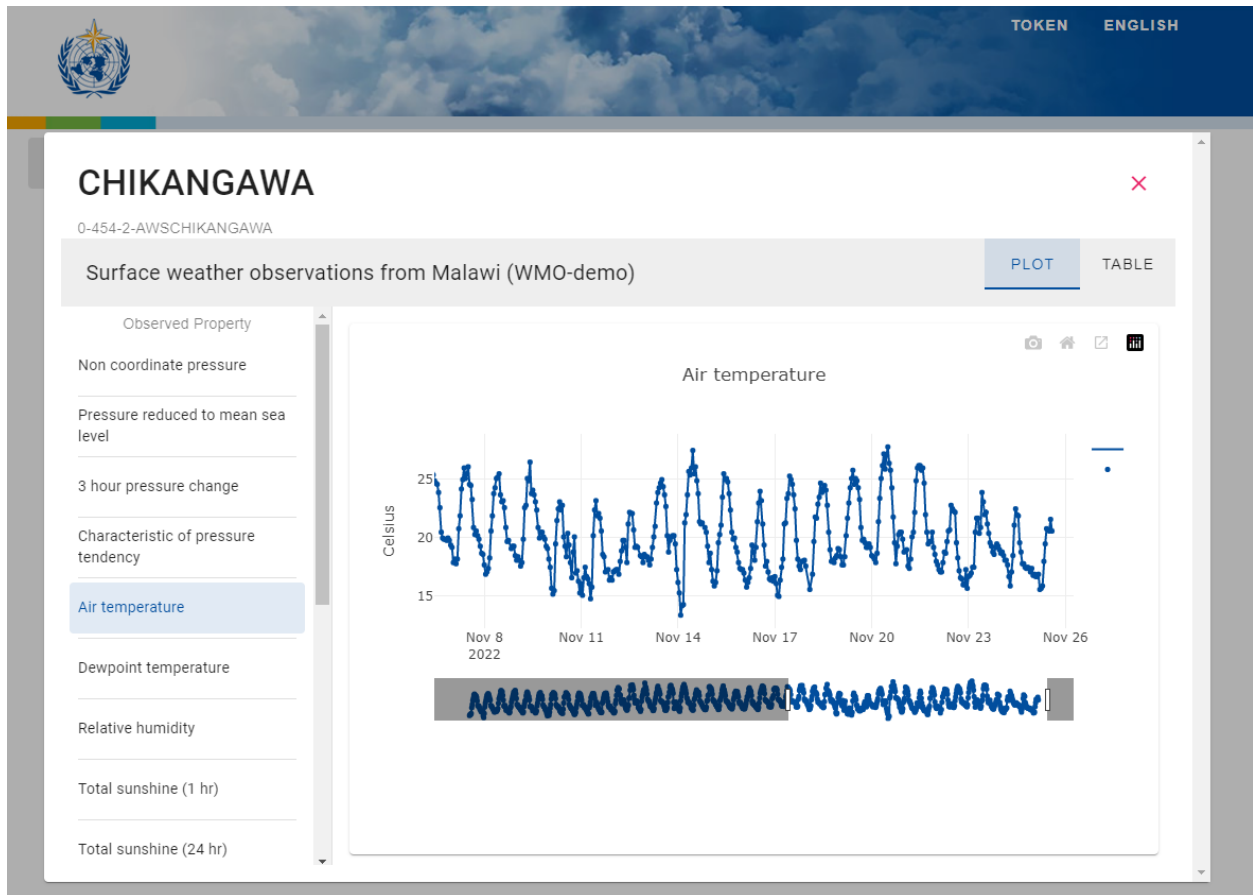 TOKEN ENGLISH
CHIKANGAWA
0-454-2-AWSCHIKANGAWA
Surface weather observations from Malawi (WMO-demo)
PLOT TABLE
Observed Property
Non coordinate pressure
Pressure reduced to mean sea
level
3 hour pressure change
Characteristic of pressure
tendency
Air temperature
Dewpoint temperature
Relative humidity
Total sunshine (1 hr)
Total sunshine (24 hr)
Air temperature
Celsius
25
20
15
Nov 8 Nov 11 Nov 14 Nov 17 Nov 20 Nov 23 Nov 26
2022